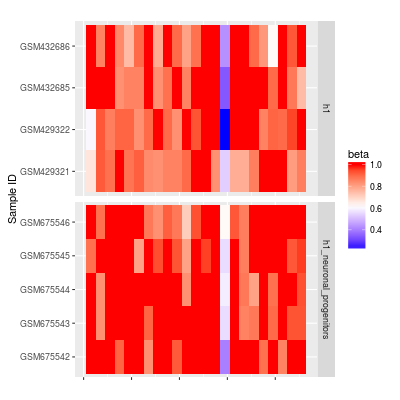 GSM432686
GSM432685
GSM429322
GSM429321
h1
GSM675546
GSM675545
GSM675544
GSM675543
GSM675542
h1_neuronal_progenitors
Sample ID
beta
1.0
0.8
0.6
0.4